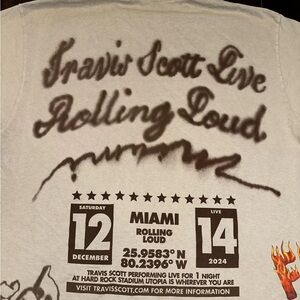 Travis Scott Live
Rolling Loud
SATURDAY
12
DECEMBER
MIAMI
ROLLING
LOUD
25.9583° N
80.2396° W
LIVE
14
2024
TRAVIS SCOTT PERFORMING LIVE FOR 1 NIGHT
AT HARD ROCK STADIUM UTOPIA IS WHEREVER YOU ARE
VISIT TRAVISSCOTT.COM FOR MORE INFORMATION